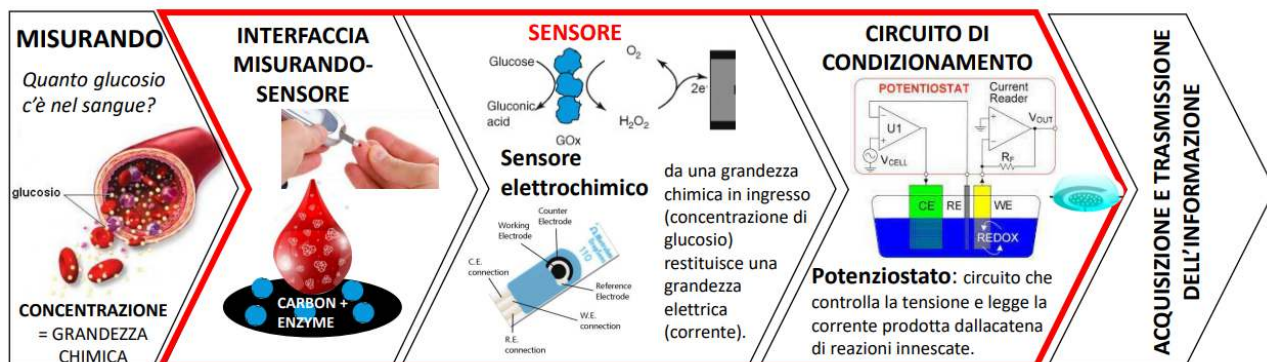 MISURANDO
Quanto glucosio
c'è nel sangue?
glucosio
CONCENTRAZIONE
= GRANDEZZA
CHIMICA
INTERFACCIA
MISURANDO-
SENSORE
CARBON +
ENZYME
SENSORE
Glucose
O2
Gluconic
acid
H2O2
2e-
GOx
Sensore
elettrochimico
Counter
Electrode
Working
Electrode
C.E.
connection
Reference
Electrode
W.E.
connection
R.E.
connection
110
da una grandezza
chimica in ingresso
(concentrazione di
glucosio)
restituisce una
grandezza
elettrica
(corrente).
CIRCUITO DI
CONDIZIONAMENTO
POTENTIOSTAT
Current
Reader
U1
VOUT
VCELL
RF
CE
RE
WE
REDOX
Potenziostato: circuito che
controlla la tensione e legge la
corrente prodotta dallacatena
di reazioni innescate.
ACQUISIZIONE E TRASMISSIONE
DELL'INFORMAZIONE